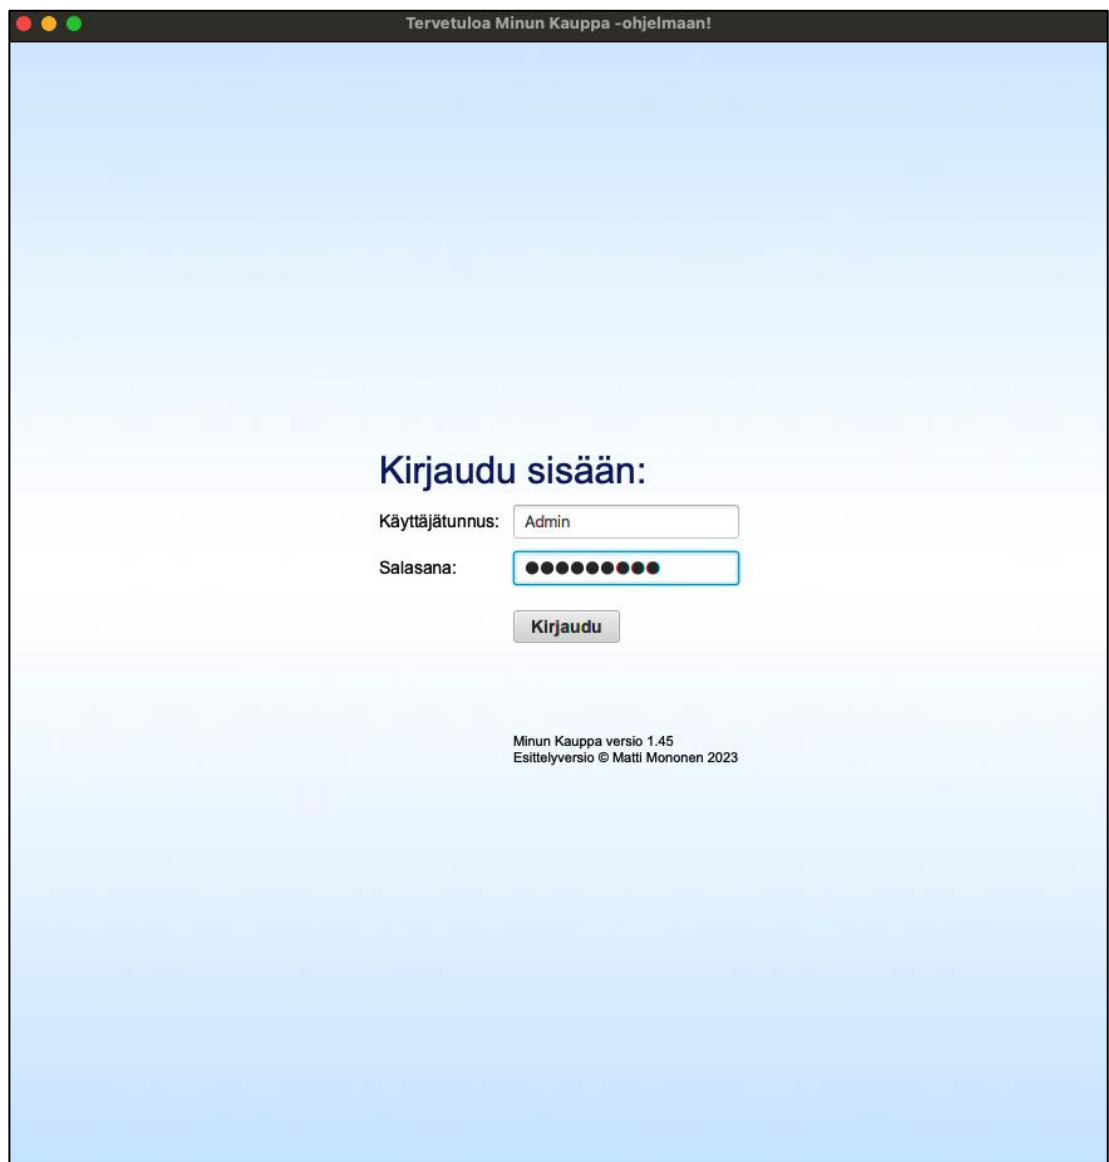 Tervetuloa Minun Kauppa -ohjelmaan!
Kirjaudu sisään:
Käyttäjätunnus: Admin
Salasana: ●●●●●●●●●
Kirjaudu
Minun Kauppa versio 1.45
Esittelyversio © Matti Mononen 2023